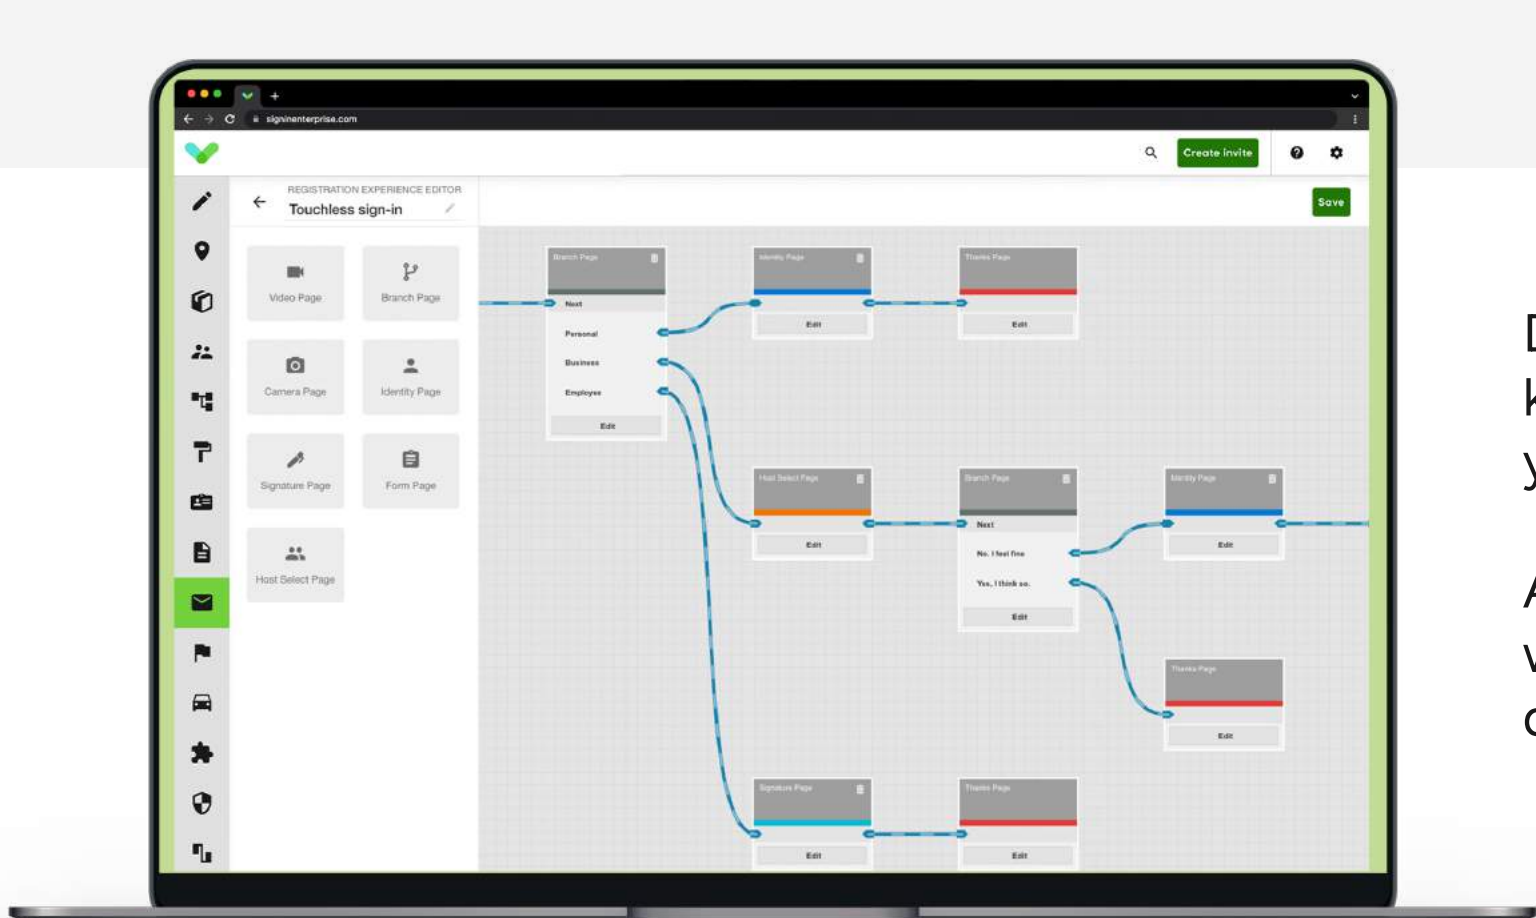 signinenterprise.com
Create invite
REGISTRATION EXPERIENCE EDITOR
Touchless sign-in
Save
Video Page
Branch Page
Camera Page
Identity Page
Signature Page
Form Page
Host Select Page
Branch Page
Next
Personal
Business
Employee
Edit
Identity Page
Edit
Thanks Page
Edit
Host Select Page
Edit
Branch Page
Next
No. I feel fine
Yes, I think so.
Edit
Identity Page
Edit
Thanks Page
Edit
Signature Page
Edit
Thanks Page
Edit